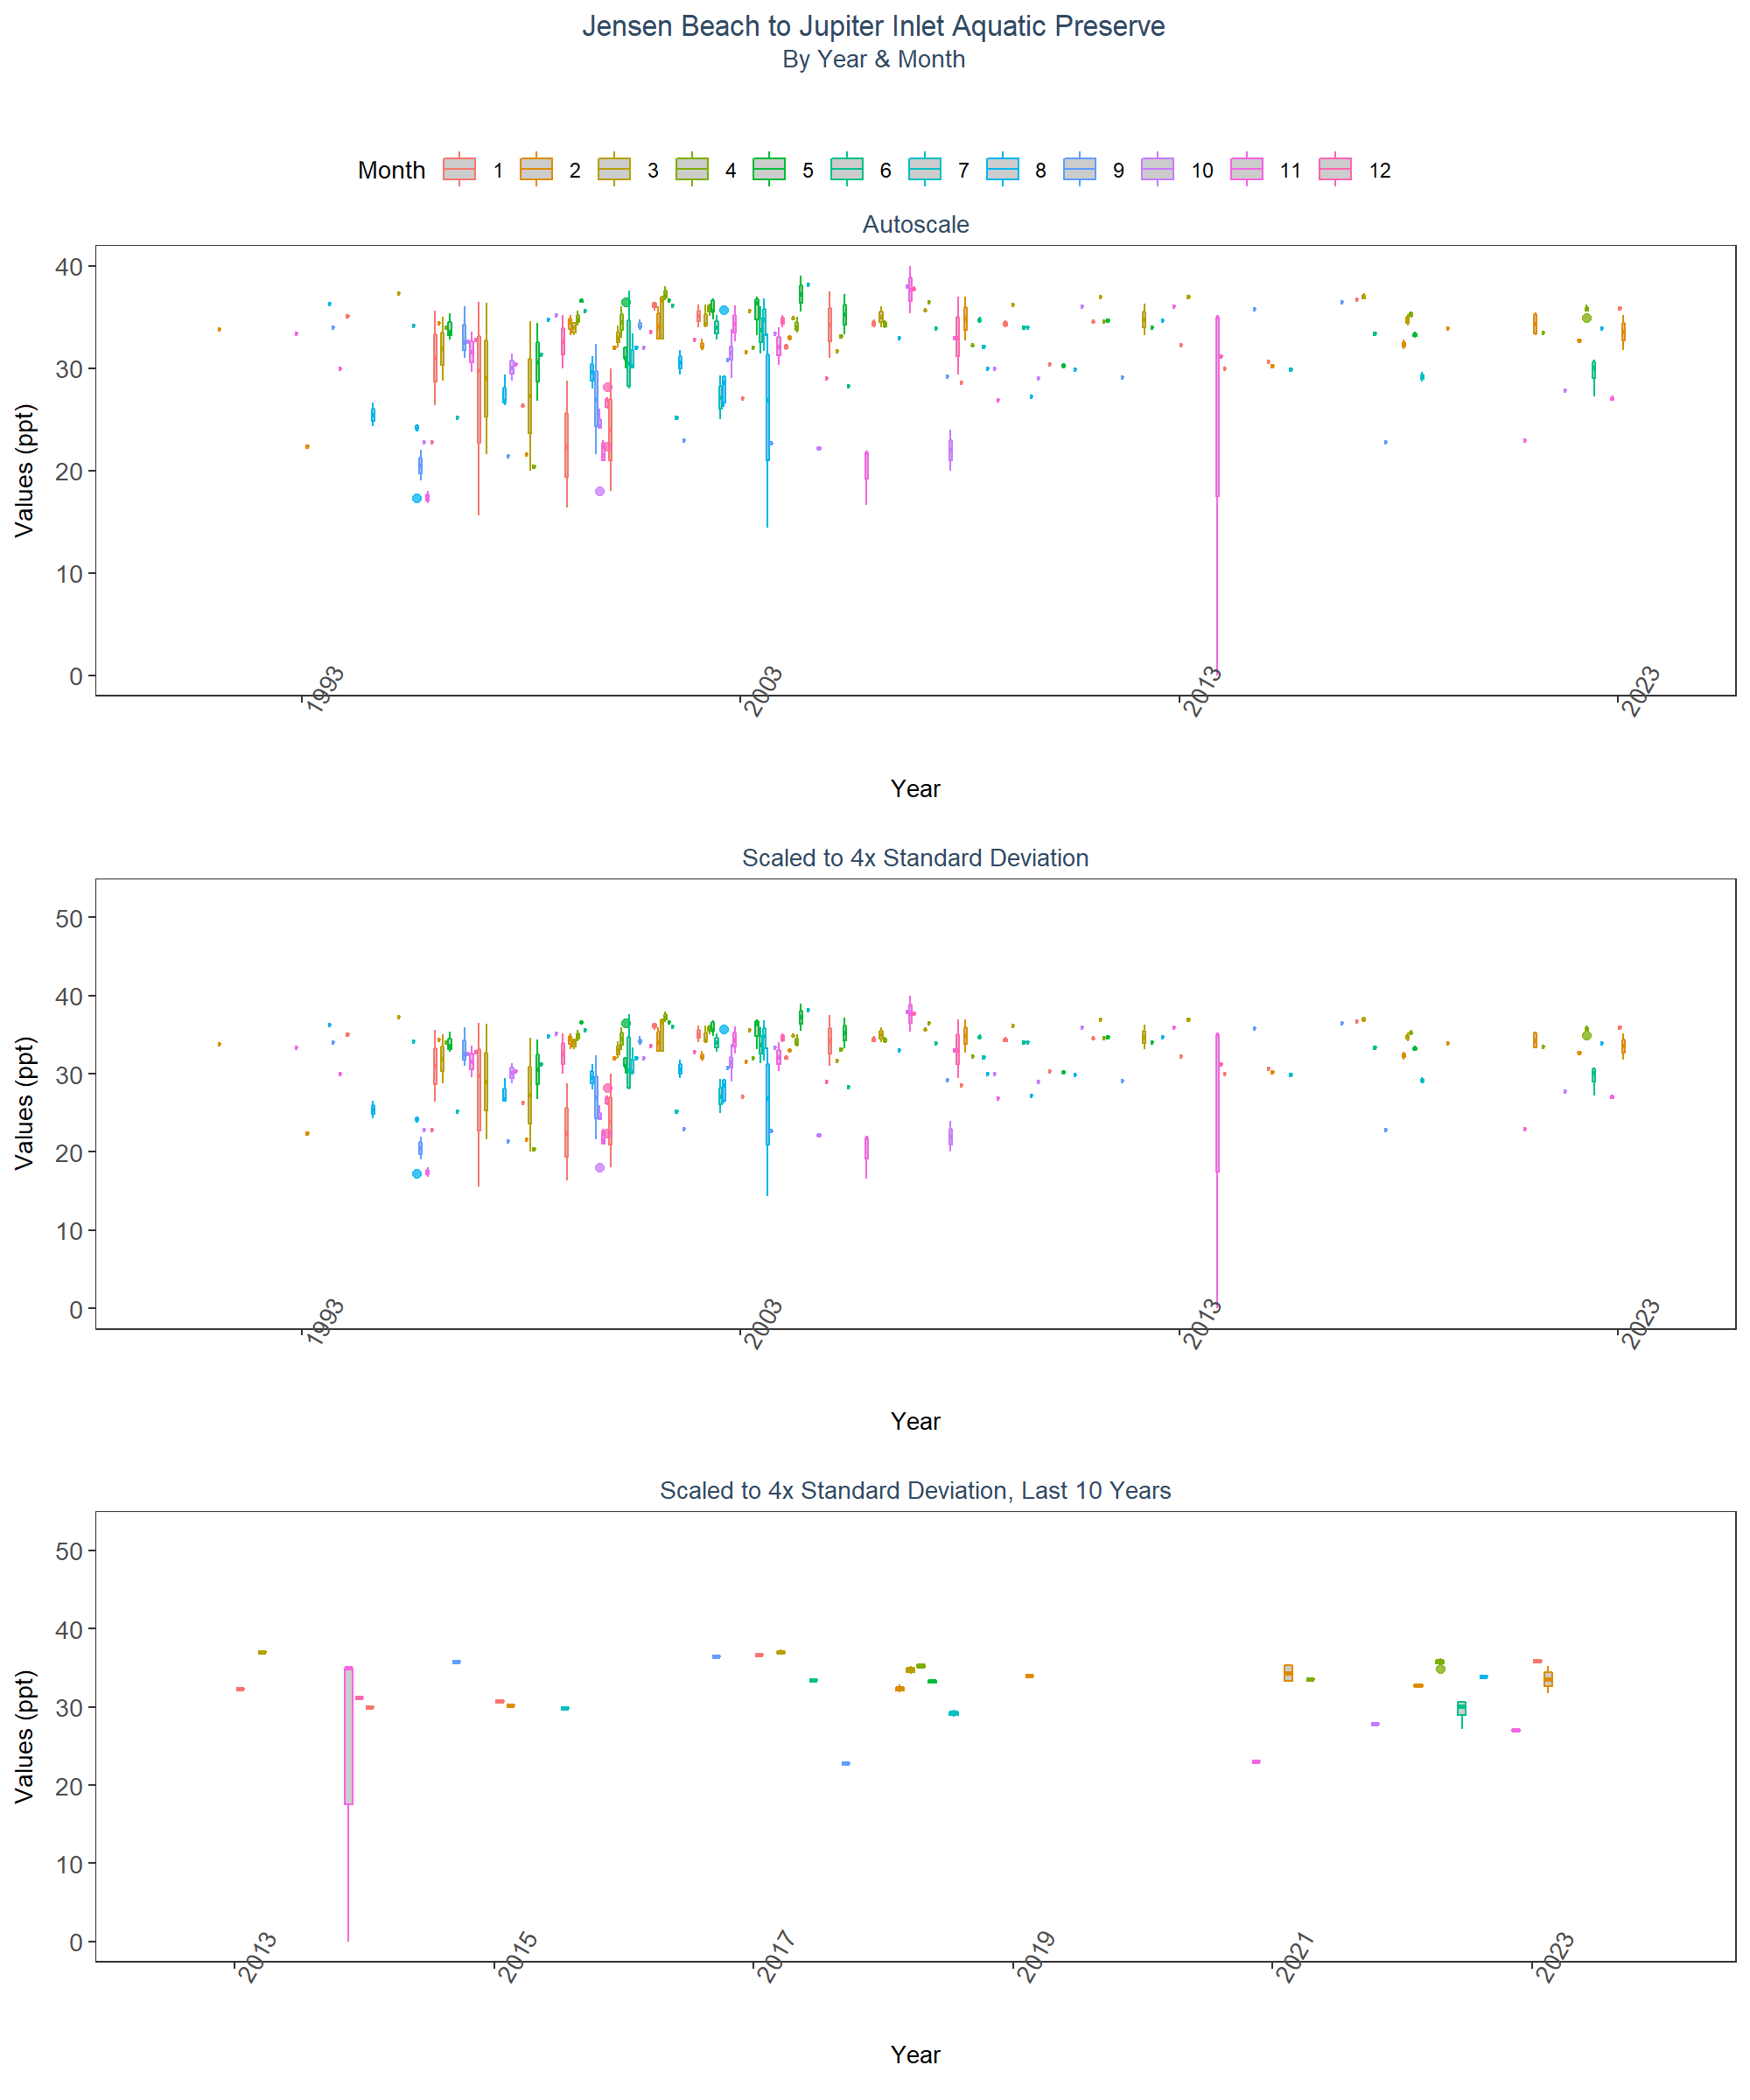 Jensen Beach to Jupiter Inlet Aquatic Preserve
By Year & Month
Month 1 2 3 4 5 6 7 8 9 10 11 12
Autoscale
Values (ppt)
40
30
20
10
0
1993 2003 2013 2023
Year
Scaled to 4x Standard Deviation
Values (ppt)
50
40
30
20
10
0
1993 2003 2013 2023
Year
Scaled to 4x Standard Deviation, Last 10 Years
Values (ppt)
50
40
30
20
10
0
2013 2015 2017 2019 2021 2023
Year